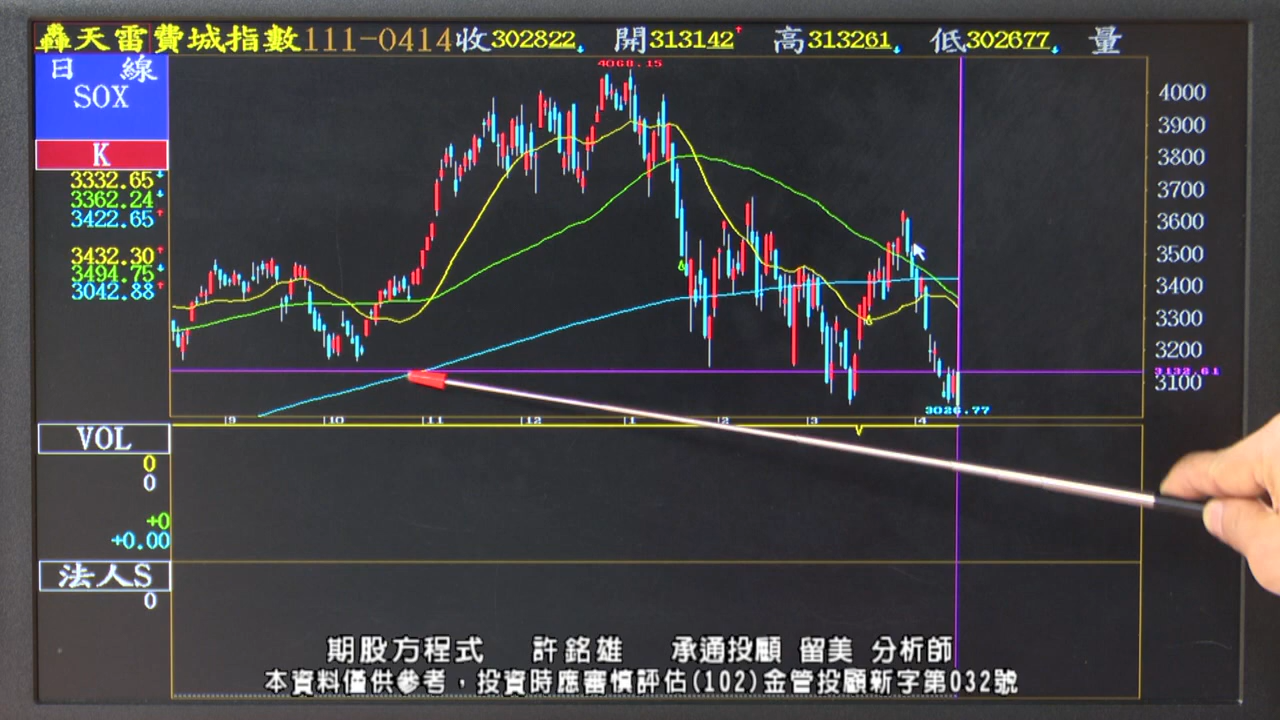 轟天雷費城指數111-0414收302822 開313142 高313261 低302677 量
日 線
SOX
K
3332.65
3362.24
3422.65
3432.30
3494.75
3042.88
4068.15
4000
3900
3800
3700
3600
3500
3400
3300
3200
3132.61
3100
3026.77
9 10 11 12 1 2 3 4
VOL
0
0
+0
+0.00
法人S
0
期股方程式 許銘雄 承通投顧 留美 分析師
本資料僅供參考，投資時應審慎評估(102)金管投顧新字第032號